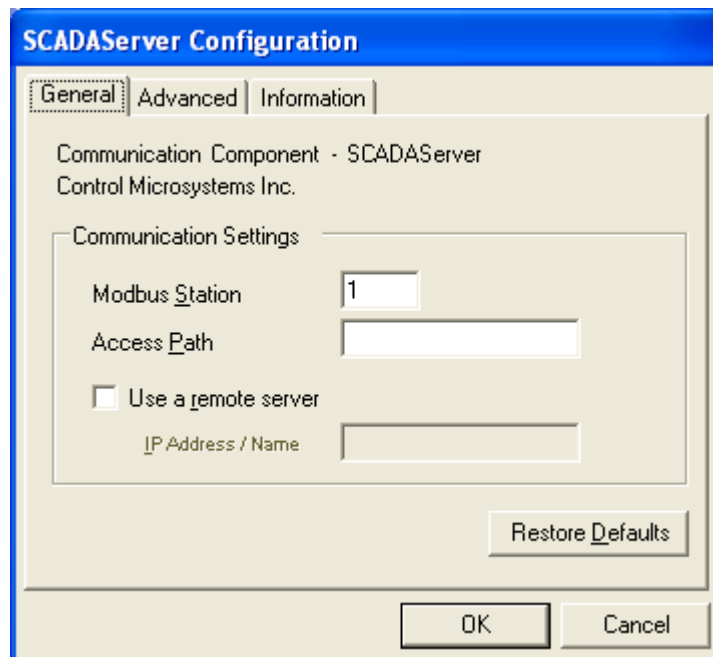 SCADAServer Configuration
General Advanced Information
Communication Component - SCADAServer
Control Microsystems Inc.
Communication Settings
Modbus Station 1
Access Path
Use a remote server
IP Address / Name
Restore Defaults
OK Cancel